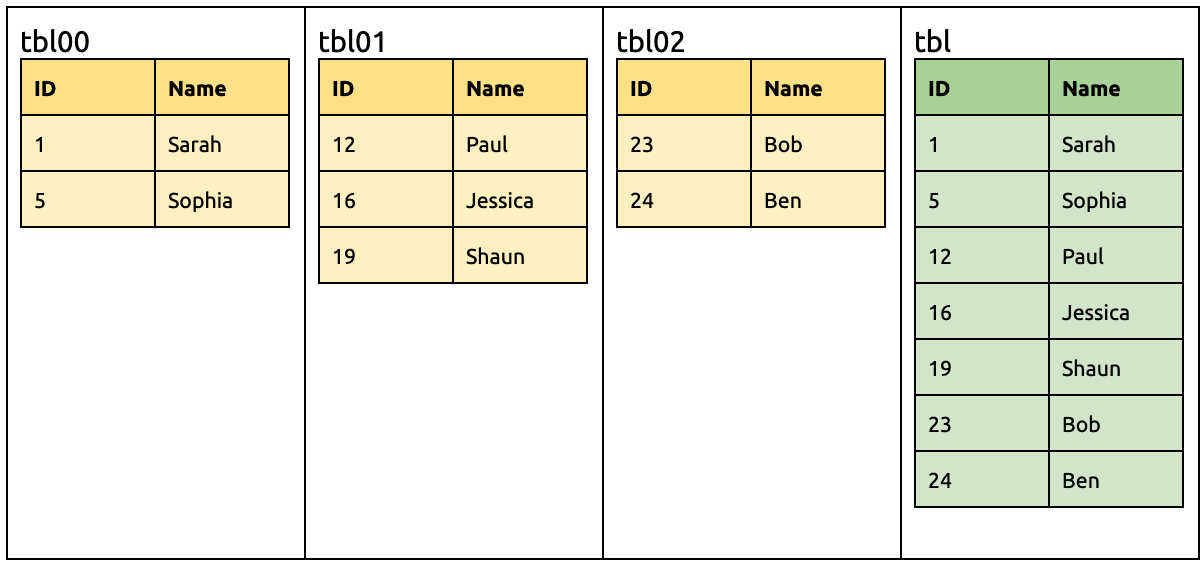 tbl00
ID Name
1 Sarah
5 Sophia
tbl01
ID Name
12 Paul
16 Jessica
19 Shaun
tbl02
ID Name
23 Bob
24 Ben
tbl
ID Name
1 Sarah
5 Sophia
12 Paul
16 Jessica
19 Shaun
23 Bob
24 Ben